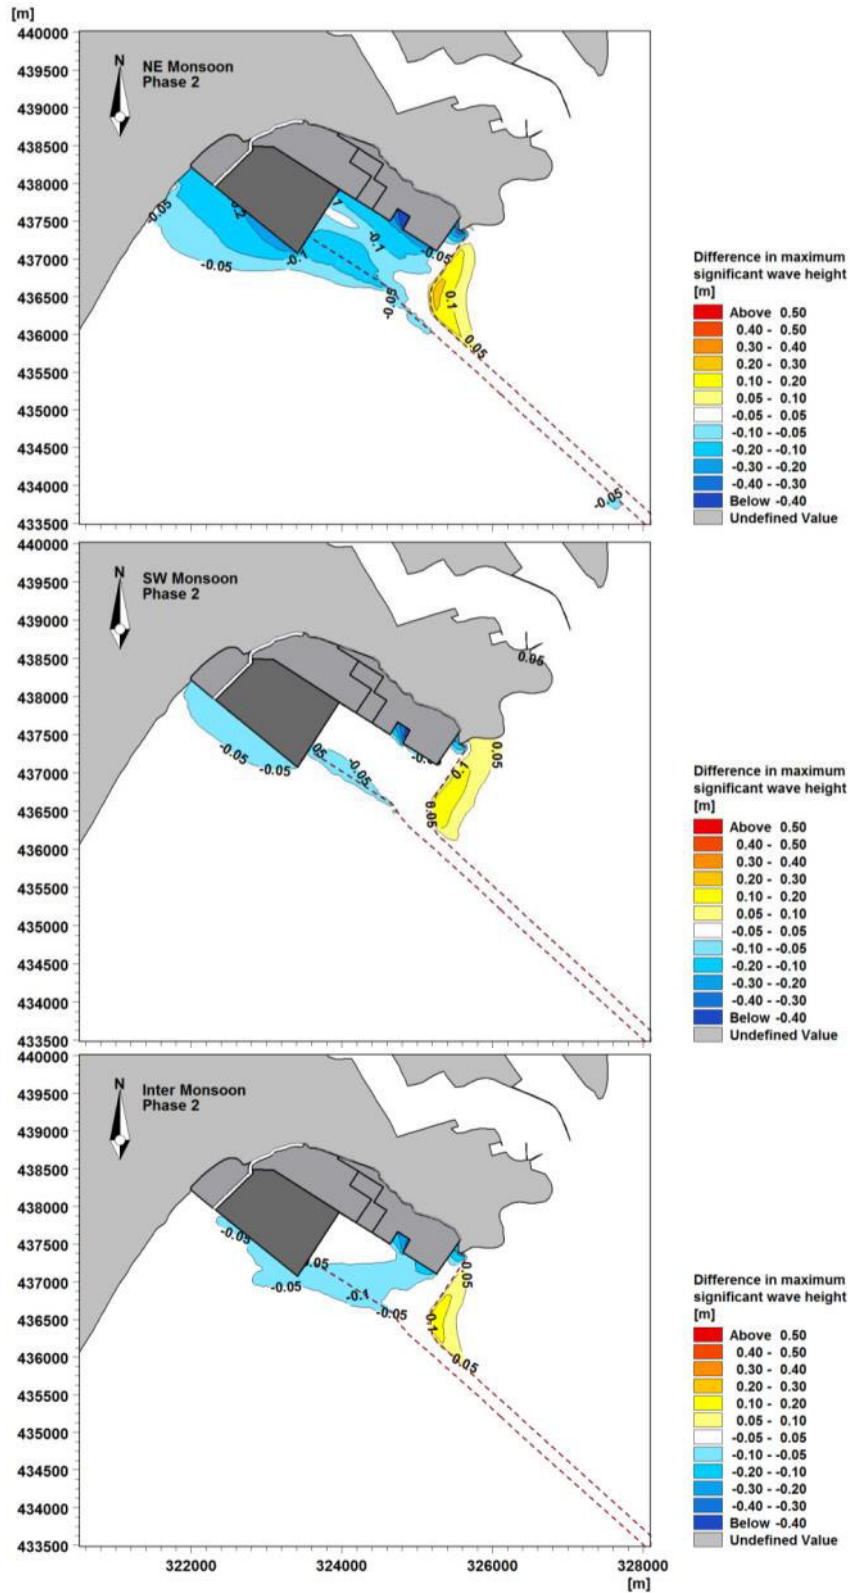 [m]
440000
439500
439000
438500
438000
437500
437000
436500
436000
435500
435000
434500
434000
433500
N
NE Monsoon
Phase 2
-0.05
-0.05
-0.1
-0.1
-0.05
-0.05
0.1
0.05
-0.05
Difference in maximum
significant wave height
[m]
Above 0.50
0.40 - 0.50
0.30 - 0.40
0.20 - 0.30
0.10 - 0.20
0.05 - 0.10
-0.05 - 0.05
-0.10 - -0.05
-0.20 - -0.10
-0.30 - -0.20
-0.40 - -0.30
Below -0.40
Undefined Value
440000
439500
439000
438500
438000
437500
437000
436500
436000
435500
435000
434500
434000
433500
N
SW Monsoon
Phase 2
0.05
-0.05
-0.05
-0.05
0.05
0.1
0.05
Difference in maximum
significant wave height
[m]
Above 0.50
0.40 - 0.50
0.30 - 0.40
0.20 - 0.30
0.10 - 0.20
0.05 - 0.10
-0.05 - 0.05
-0.10 - -0.05
-0.20 - -0.10
-0.30 - -0.20
-0.40 - -0.30
Below -0.40
Undefined Value
440000
439500
439000
438500
438000
437500
437000
436500
436000
435500
435000
434500
434000
433500
N
Inter Monsoon
Phase 2
-0.05
-0.05
-0.1
-0.05
0.05
0.1
0.05
Difference in maximum
significant wave height
[m]
Above 0.50
0.40 - 0.50
0.30 - 0.40
0.20 - 0.30
0.10 - 0.20
0.05 - 0.10
-0.05 - 0.05
-0.10 - -0.05
-0.20 - -0.10
-0.30 - -0.20
-0.40 - -0.30
Below -0.40
Undefined Value
322000
324000
326000
328000
[m]